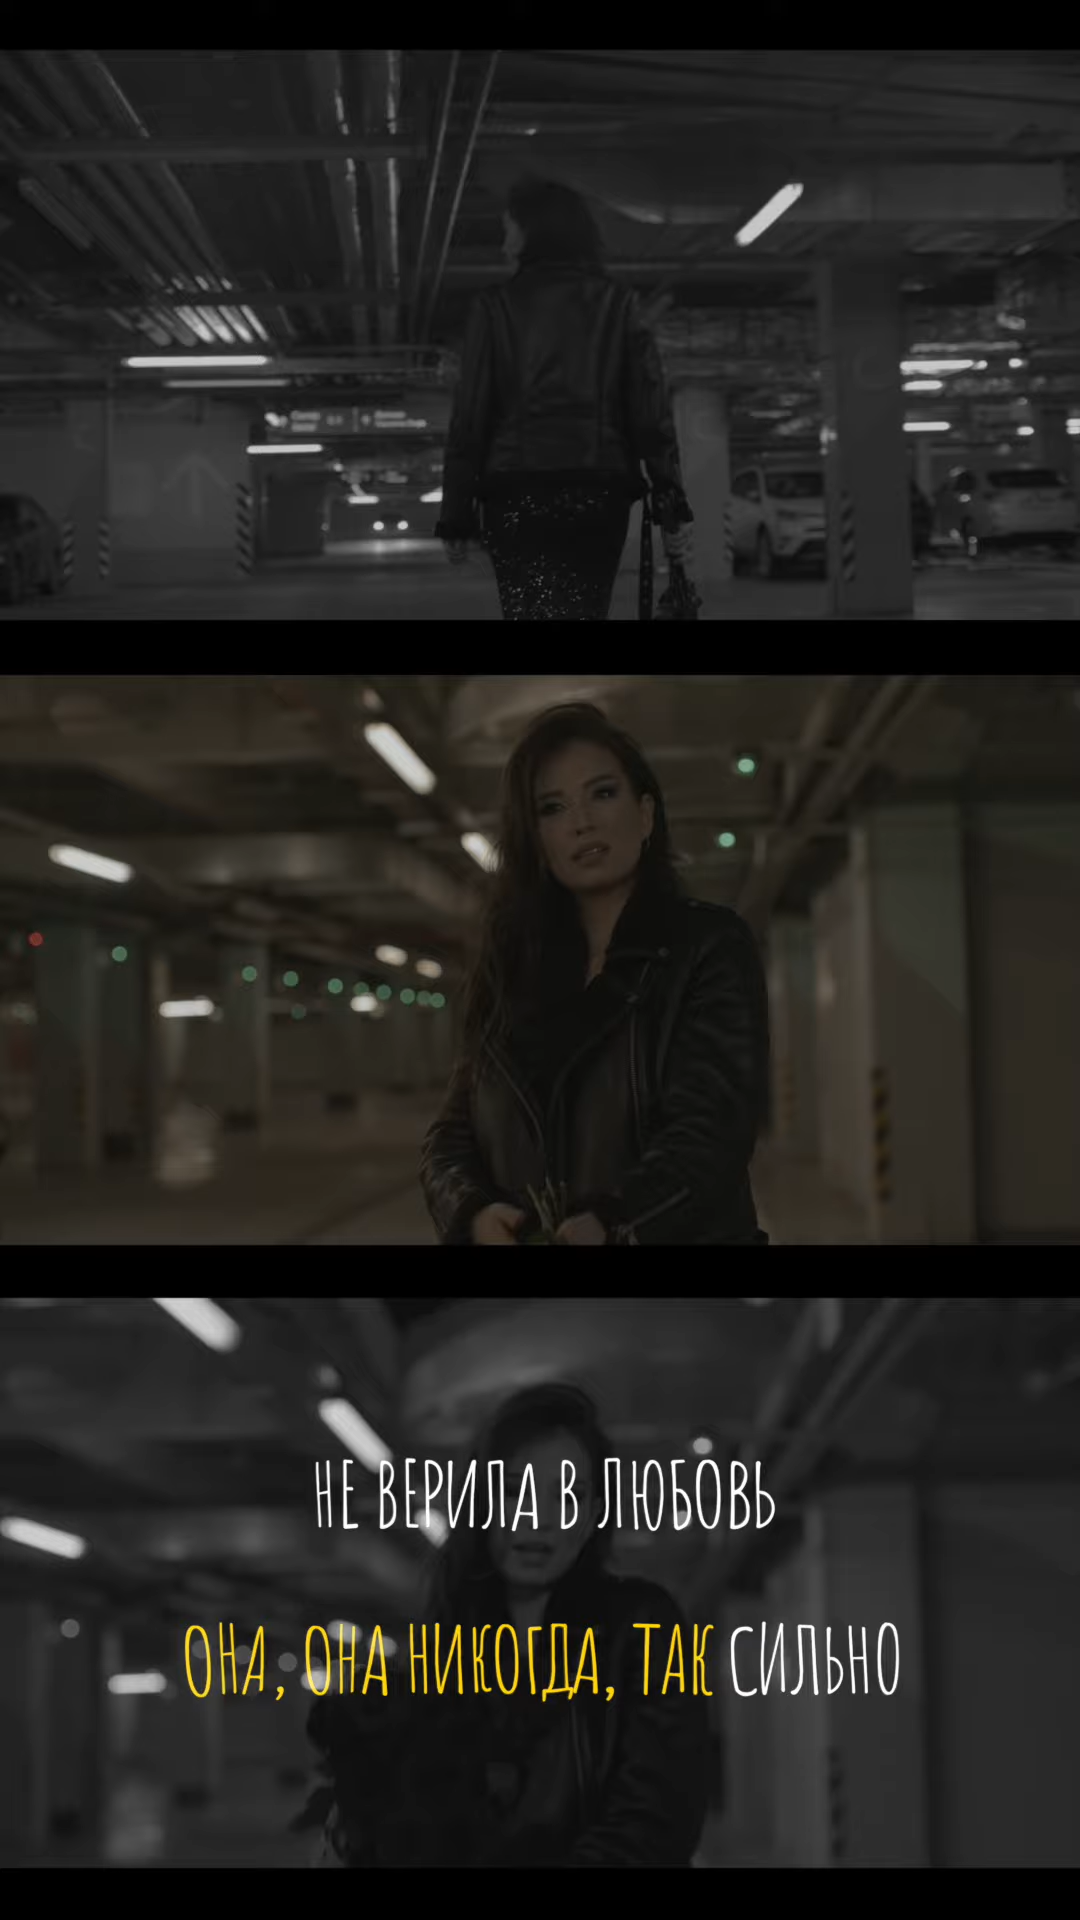 НЕ ВЕРИЛА В ЛЮБОВЬ
ОНА, ОНА НИКОГДА, ТАК СИЛЬНО